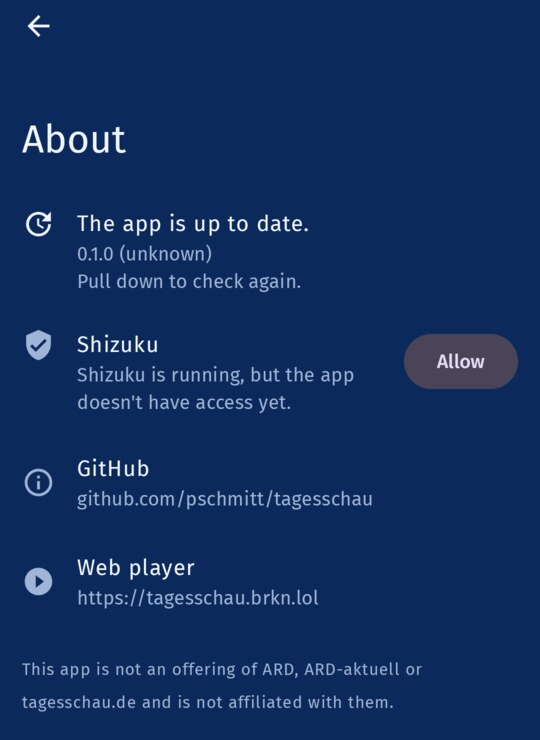 About
The app is up to date.
0.1.0 (unknown)
Pull down to check again.
Shizuku
Shizuku is running, but the app
doesn't have access yet.
Allow
GitHub
github.com/pschmitt/tagesschau
Web player
https://tagesschau.brkn.lol
This app is not an offering of ARD, ARD-aktuell or
tagesschau.de and is not affiliated with them.